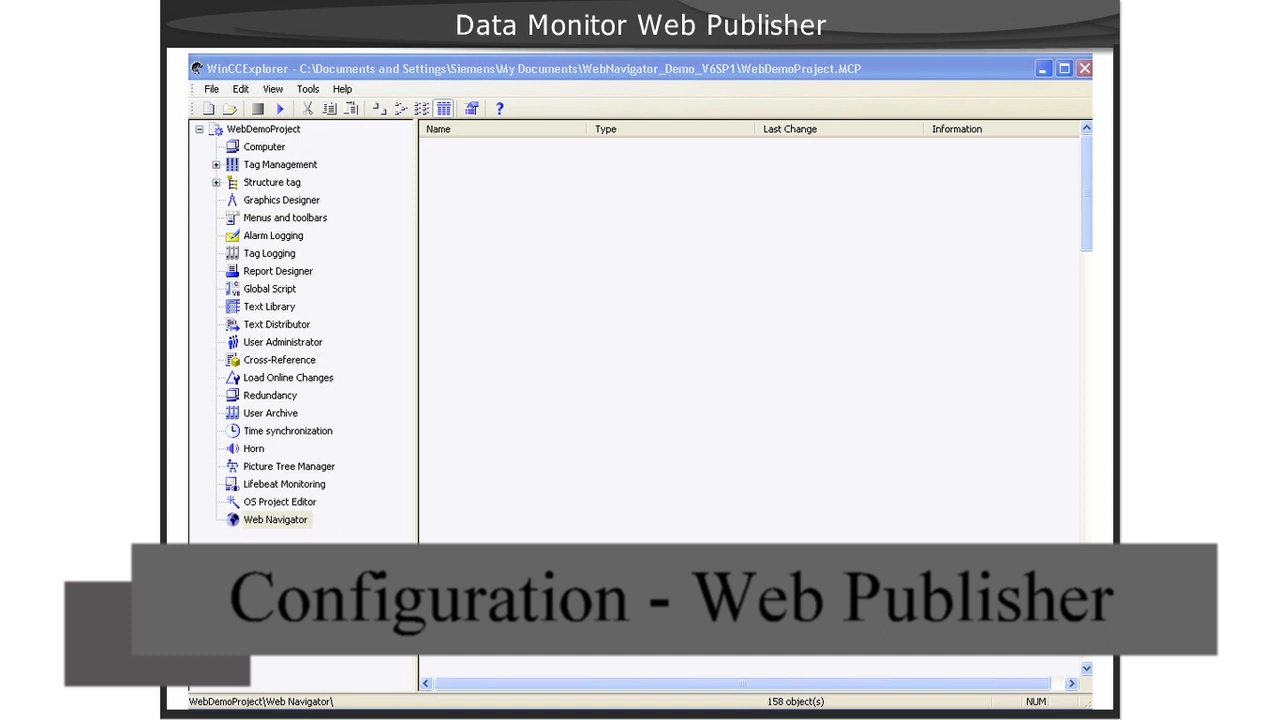 Data Monitor Web Publisher
WinCCExplorer - C:\Documents and Settings\Siemens\My Documents\WebNavigator_Demo_V6SP1\WebDemoProject.MCP
File Edit View Tools Help
Name Type Last Change Information
WebDemoProject
Computer
Tag Management
Structure tag
Graphics Designer
Menus and toolbars
Alarm Logging
Tag Logging
Report Designer
Global Script
Text Library
Text Distributor
User Administrator
Cross-Reference
Load Online Changes
Redundancy
User Archive
Time synchronization
Horn
Picture Tree Manager
Lifebeat Monitoring
OS Project Editor
Web Navigator
Configuration - Web Publisher
WebDemoProject\Web Navigator\ 158 object(s) NUM